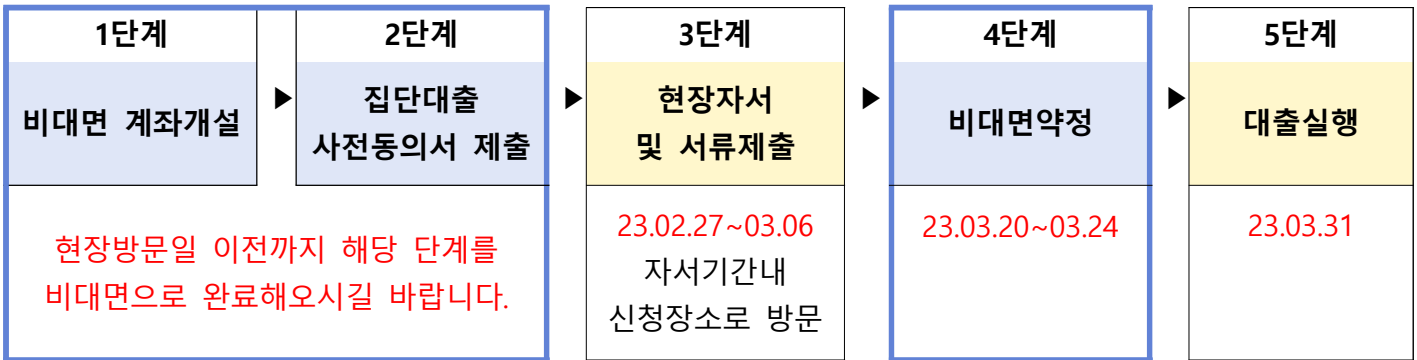 1단계
비대면 계좌개설
▶
2단계
집단대출
사전동의서 제출
현장방문일 이전까지 해당 단계를
비대면으로 완료해오시길 바랍니다.
▶
3단계
현장자서
및 서류제출
23.02.27~03.06
자서기간내
신청장소로 방문
▶
4단계
비대면약정
23.03.20~03.24
▶
5단계
대출실행
23.03.31